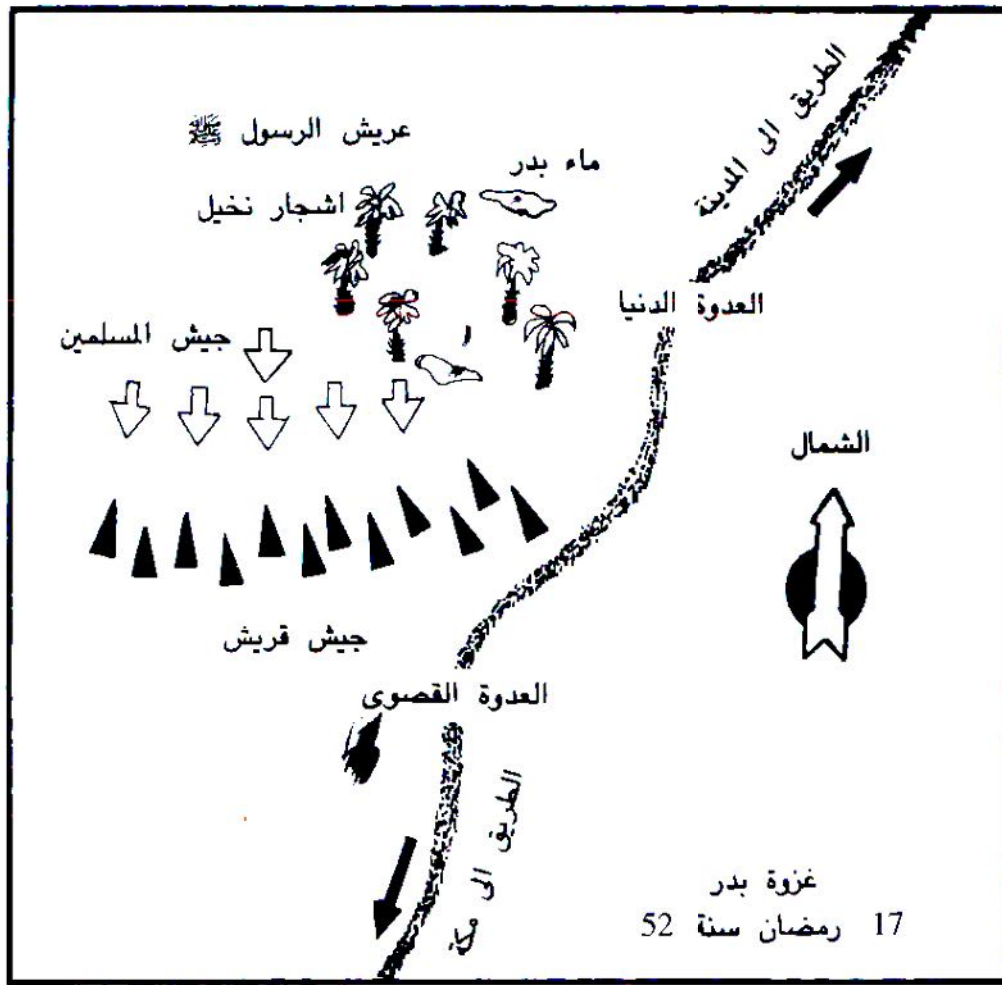 الطريق الى المدينة
عريش الرسول ﷺ
ماء بدر
اشجار نخيل
العدوة الدنيا
جيش المسلمين
الشمال
جيش قريش
العدوة القصوى
الطريق الى مكة
غزوة بدر
17 رمضان سنة 52